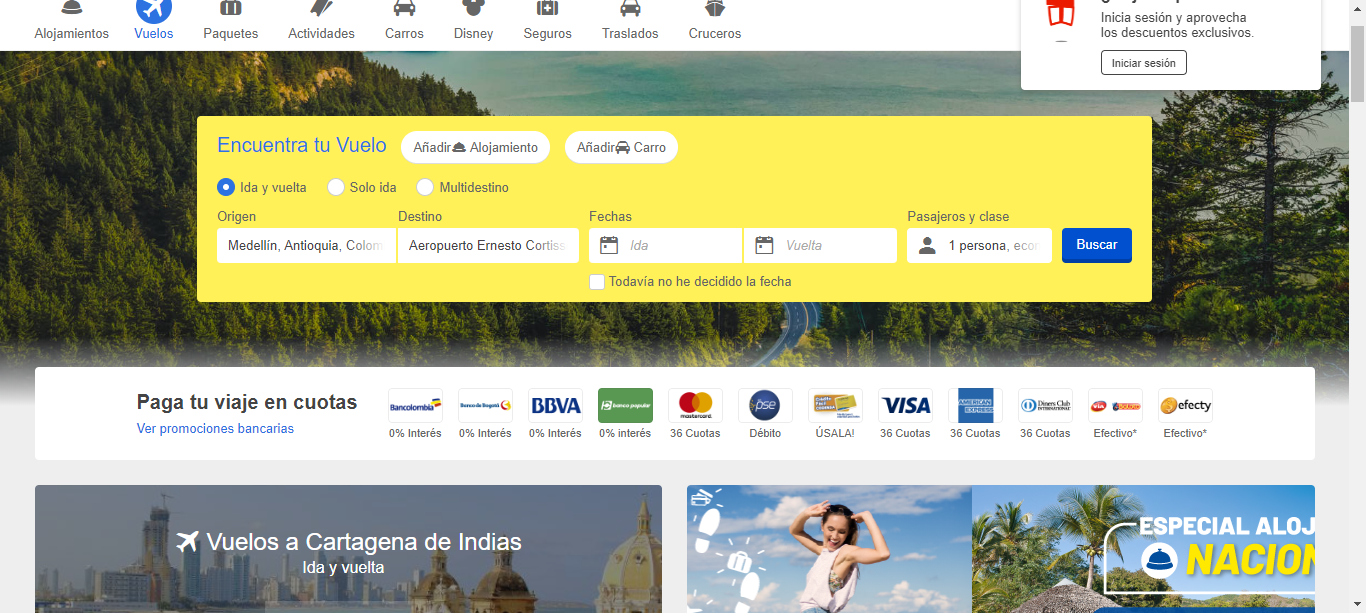 Alojamientos
Vuelos
Paquetes
Actividades
Carros
Disney
Seguros
Traslados
Cruceros
Inicia sesión y aprovecha
los descuentos exclusivos.
Iniciar sesión
Encuentra tu Vuelo
Añadir Alojamiento
Añadir Carro
Ida y vuelta
Solo ida
Multidestino
Origen
Destino
Fechas
Pasajeros y clase
Medellín, Antioquia, Colom
Aeropuerto Ernesto Cortiss
Ida
Vuelta
1 persona, econ
Buscar
Todavía no he decidido la fecha
Paga tu viaje en cuotas
Ver promociones bancarias
Bancolombia
0% Interés
Banco de Bogotá
0% Interés
BBVA
0% Interés
banco popular
0% interés
mastercard
36 Cuotas
pse
Débito
ÚSALA!
VISA
36 Cuotas
AMERICAN
EXPRESS
36 Cuotas
Diners Club
INTERNATIONAL
36 Cuotas
via
Efectivo*
efecty
Efectivo*
Vuelos a Cartagena de Indias
Ida y vuelta
ESPECIAL ALOJ
NACION